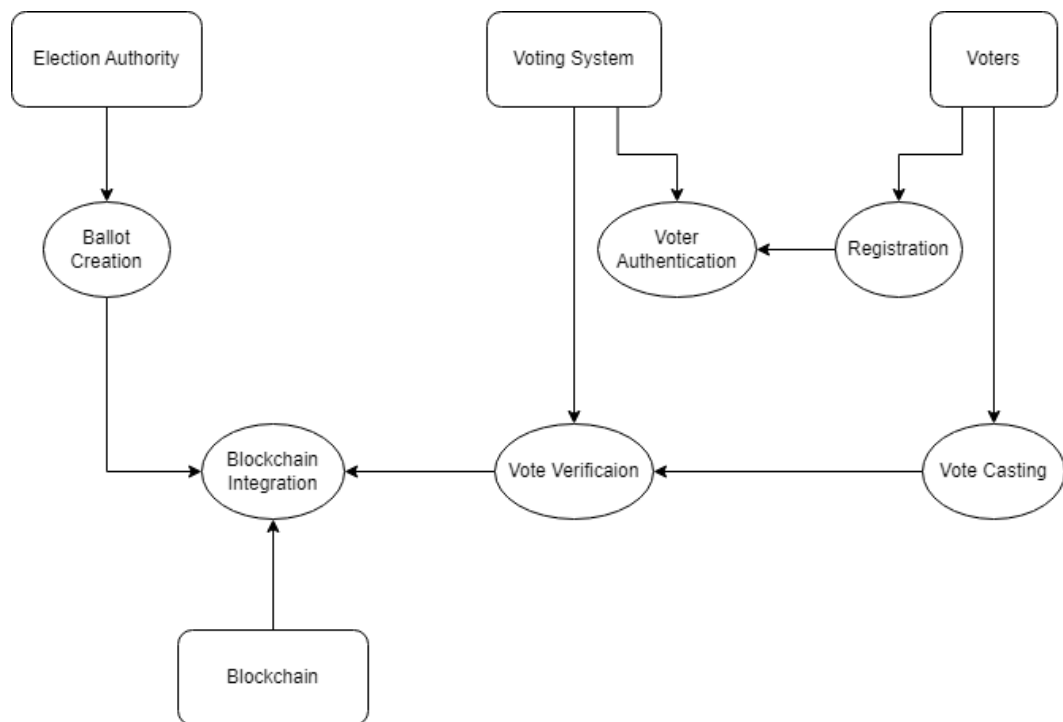 Election Authority
Voting System
Voters
Ballot
Creation
Voter
Authentication
Registration
Blockchain
Integration
Vote Verificaion
Vote Casting
Blockchain